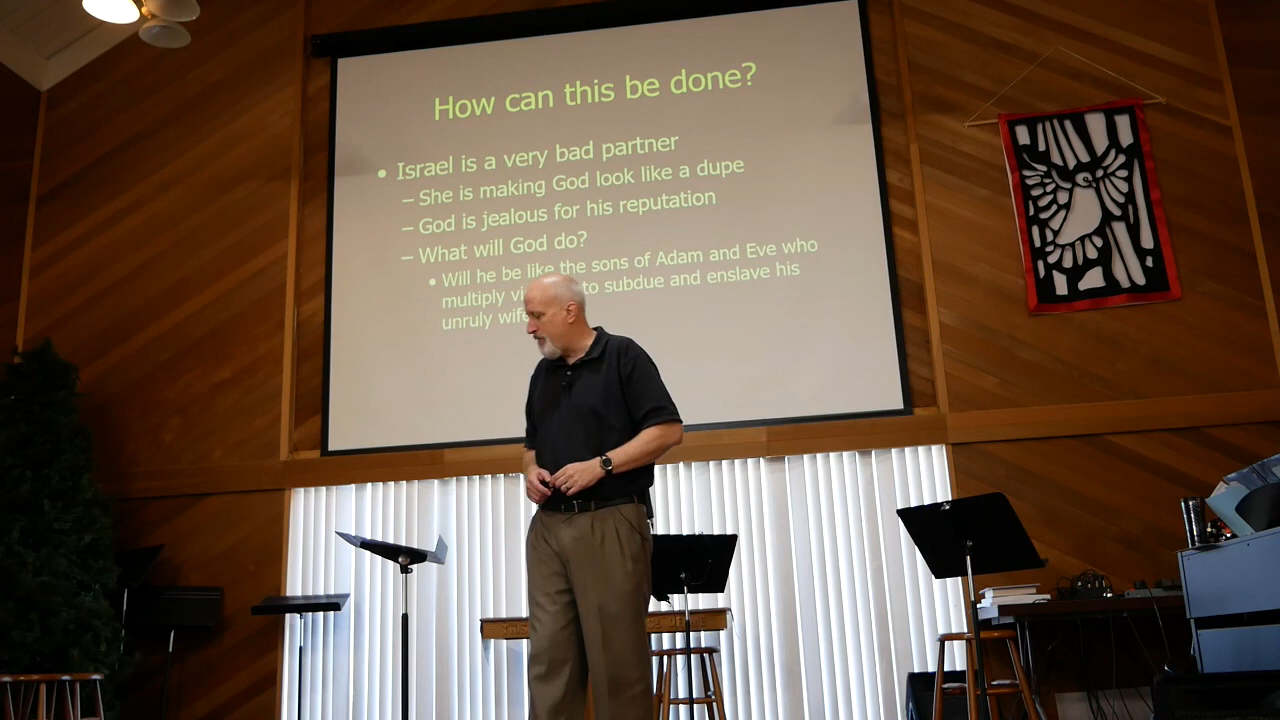 How can this be done?
• Israel is a very bad partner
– She is making God look like a dupe
– God is jealous for his reputation
– What will God do?
• Will he be like the sons of Adam and Eve who
multiply to subdue and enslave his
unruly wife